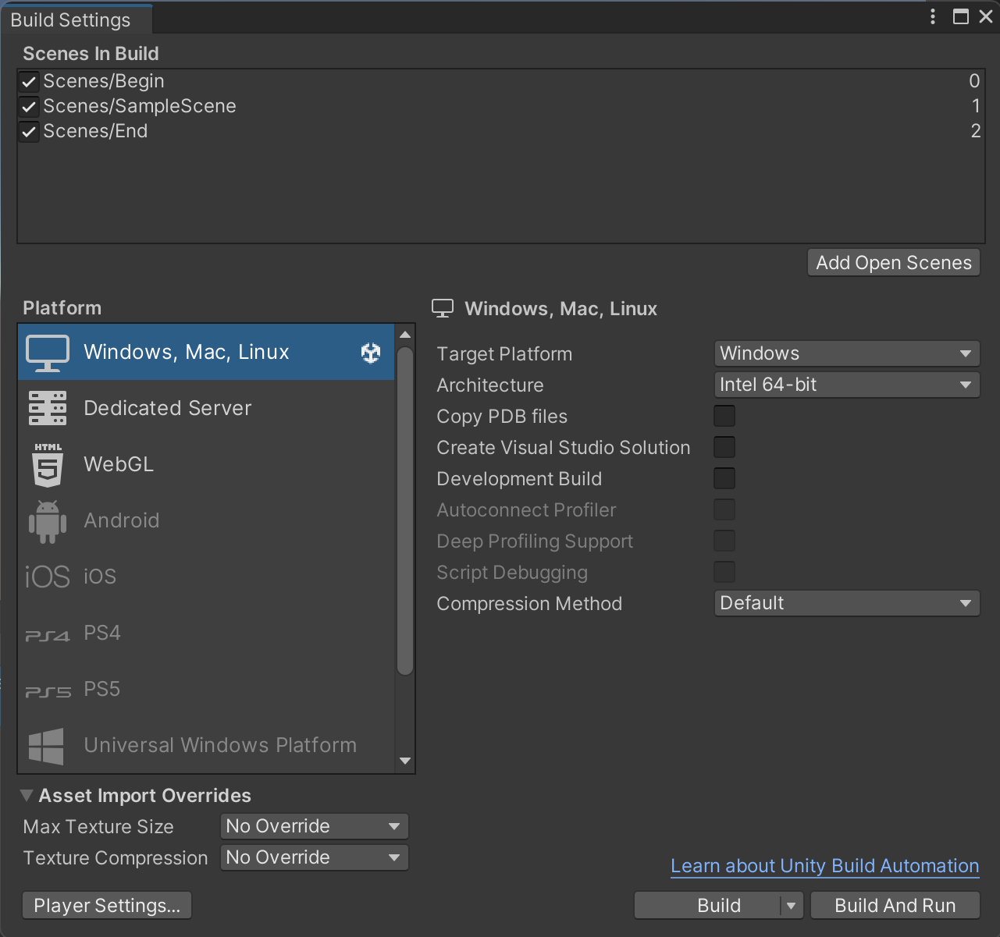 Build Settings
Scenes In Build
Scenes/Begin 0
Scenes/SampleScene 1
Scenes/End 2
Add Open Scenes
Platform
Windows, Mac, Linux
Dedicated Server
HTML 5 WebGL
Android
iOS iOS
PS4 PS4
PS5 PS5
Universal Windows Platform
Windows, Mac, Linux
Target Platform Windows
Architecture Intel 64-bit
Copy PDB files
Create Visual Studio Solution
Development Build
Autoconnect Profiler
Deep Profiling Support
Script Debugging
Compression Method Default
Asset Import Overrides
Max Texture Size No Override
Texture Compression No Override
Learn about Unity Build Automation
Player Settings... Build Build And Run